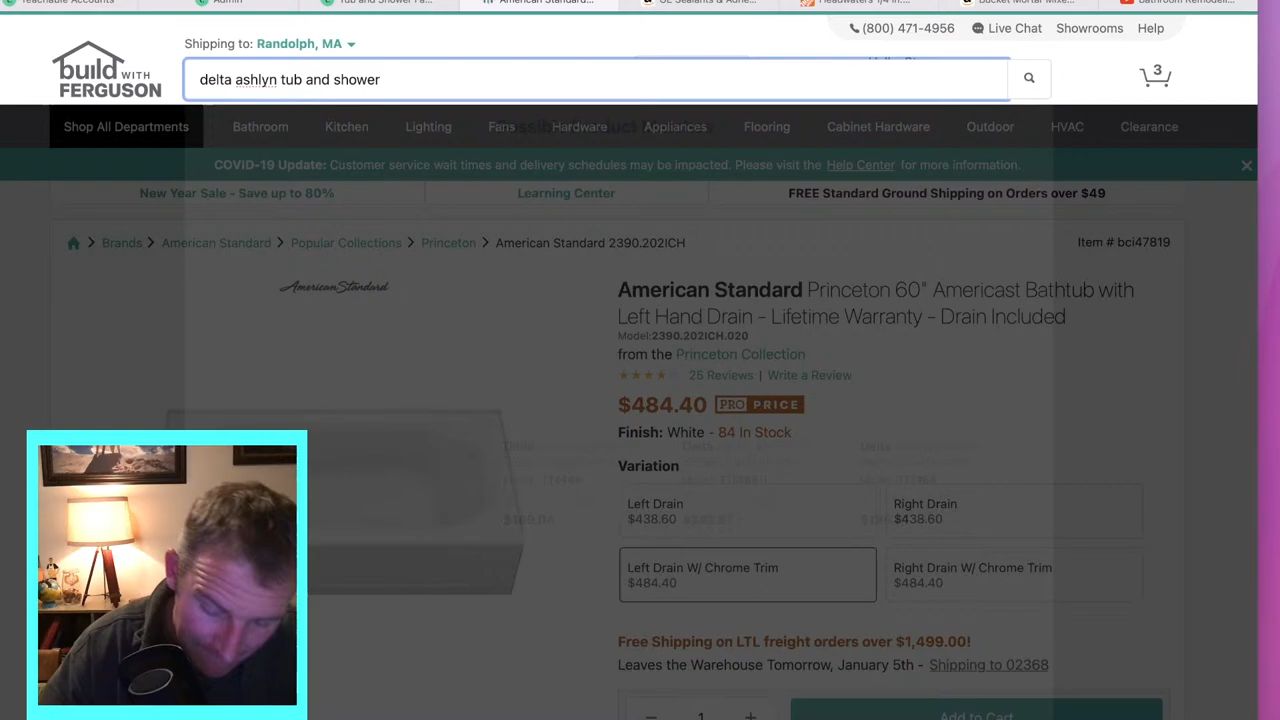 Teachable Accounts
Admin
Tub and Shower Fa...
American Standard...
GE Sealants & Adhe...
Bathroom Remodeli...
(800) 471-4956 Live Chat Showrooms Help
Shipping to: Randolph, MA
build WITH FERGUSON
delta ashlyn tub and shower
3
Shop All Departments Bathroom Kitchen Lighting Fans Hardware Appliances Flooring Cabinet Hardware Outdoor HVAC Clearance
COVID-19 Update: Customer service wait times and delivery schedules may be impacted. Please visit the Help Center for more information.
New Year Sale - Save up to 80% Learning Center FREE Standard Ground Shipping on Orders over $49
Brands American Standard Popular Collections Princeton American Standard 2390.202ICH Item # bci47819
American Standard
American Standard Princeton 60" Americast Bathtub with
Left Hand Drain - Lifetime Warranty - Drain Included
Model:2390.202ICH.020
from the Princeton Collection
25 Reviews | Write a Review
$484.40 PRO PRICE
Finish: White - 84 In Stock
Variation
Left Drain
$438.60
Right Drain
$438.60
Left Drain W/ Chrome Trim
$484.40
Right Drain W/ Chrome Trim
$484.40
Free Shipping on LTL freight orders over $1,499.00!
Leaves the Warehouse Tomorrow, January 5th - Shipping to 02368
1
Add to Cart